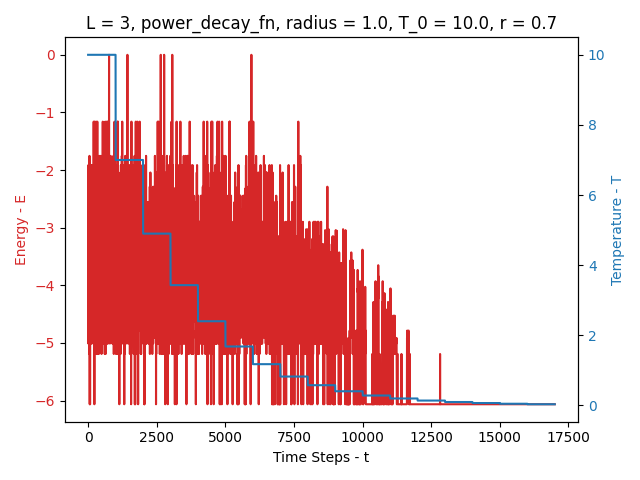 L = 3, power_decay_fn, radius = 1.0, T_0 = 10.0, r = 0.7
Energy - E
0
−1
−2
−3
−4
−5
−6
10
8
6
4
2
0
Temperature - T
0 2500 5000 7500 10000 12500 15000 17500
Time Steps - t